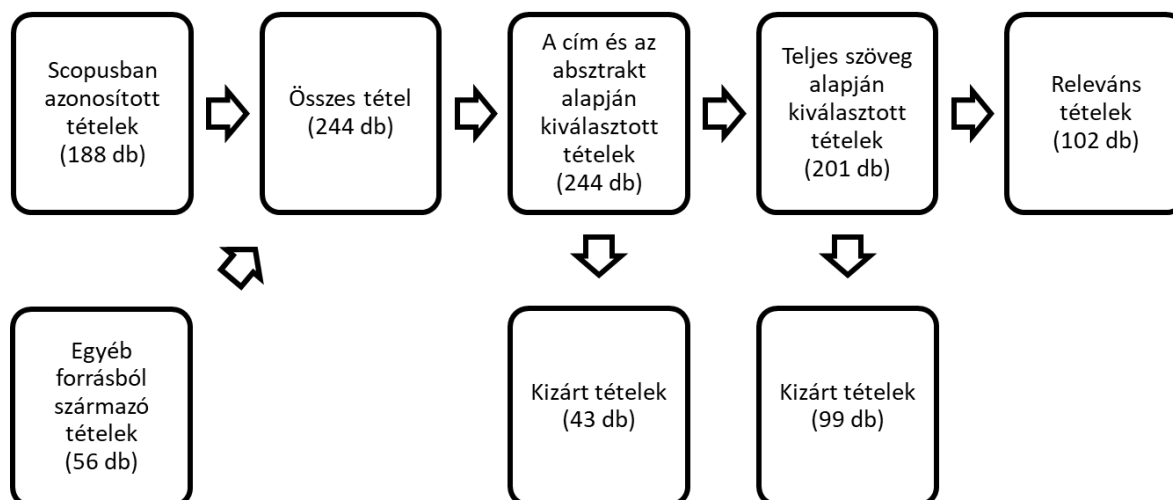 Scopusban
azonosított
tételek
(188 db)
Összes tétel
(244 db)
A cím és az
absztrakt
alapján
kiválasztott
tételek
(244 db)
Teljes szöveg
alapján
kiválasztott
tételek
(201 db)
Releváns
tételek
(102 db)
Egyéb
forrásból
származó
tételek
(56 db)
Kizárt tételek
(43 db)
Kizárt tételek
(99 db)